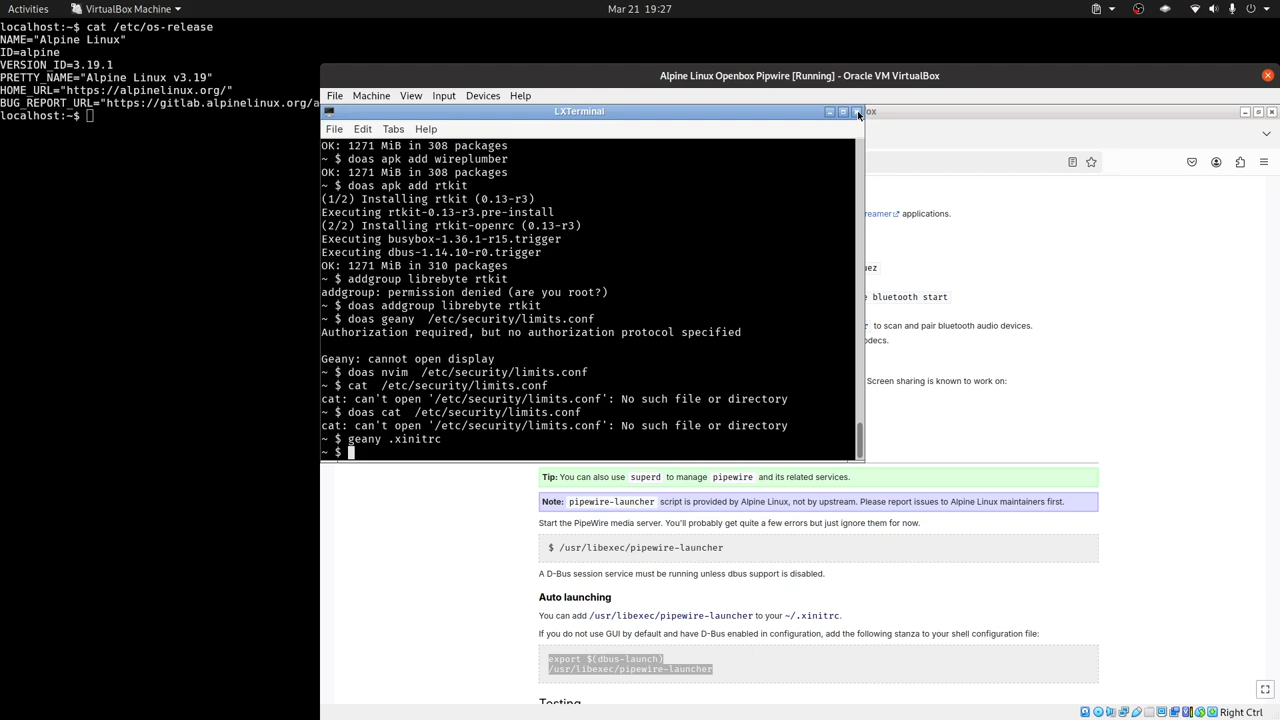 Activities
VirtualBox Machine
Mar 21 19:27
localhost:~$ cat /etc/os-release
NAME="Alpine Linux"
ID=alpine
VERSION_ID=3.19.1
PRETTY_NAME="Alpine Linux v3.19"
HOME_URL="https://alpinelinux.org/"
BUG_REPORT_URL="https://gitlab.alpinelinux.org/a
localhost:~$
Alpine Linux Openbox Pipwire [Running] - Oracle VM VirtualBox
File Machine View Input Devices Help
LXTerminal
ox
File Edit Tabs Help
OK: 1271 MiB in 308 packages
~ $ doas apk add wireplumber
OK: 1271 MiB in 308 packages
~ $ doas apk add rtkit
(1/2) Installing rtkit (0.13-r3)
Executing rtkit-0.13-r3.pre-install
(2/2) Installing rtkit-openrc (0.13-r3)
Executing busybox-1.36.1-r15.trigger
Executing dbus-1.14.10-r0.trigger
OK: 1271 MiB in 310 packages
~ $ addgroup librebyte rtkit
addgroup: permission denied (are you root?)
~ $ doas addgroup librebyte rtkit
~ $ doas geany  /etc/security/limits.conf
Authorization required, but no authorization protocol specified
Geany: cannot open display
~ $ doas nvim  /etc/security/limits.conf
~ $ cat  /etc/security/limits.conf
cat: can't open '/etc/security/limits.conf': No such file or directory
~ $ doas cat  /etc/security/limits.conf
cat: can't open '/etc/security/limits.conf': No such file or directory
~ $ geany .xinitrc
~ $
reamer applications.
ez
bluetooth start
to scan and pair bluetooth audio devices.
odecs.
Screen sharing is known to work on:
Tip: You can also use superd to manage pipewire and its related services.
Note: pipewire-launcher script is provided by Alpine Linux, not by upstream. Please report issues to Alpine Linux maintainers first.
Start the PipeWire media server. You'll probably get quite a few errors but just ignore them for now.
$ /usr/libexec/pipewire-launcher
A D-Bus session service must be running unless dbus support is disabled.
Auto launching
You can add /usr/libexec/pipewire-launcher to your ~/.xinitrc.
If you do not use GUI by default and have D-Bus enabled in configuration, add the following stanza to your shell configuration file:
export $(dbus-launch)
/usr/libexec/pipewire-launcher
Testing
Right Ctrl